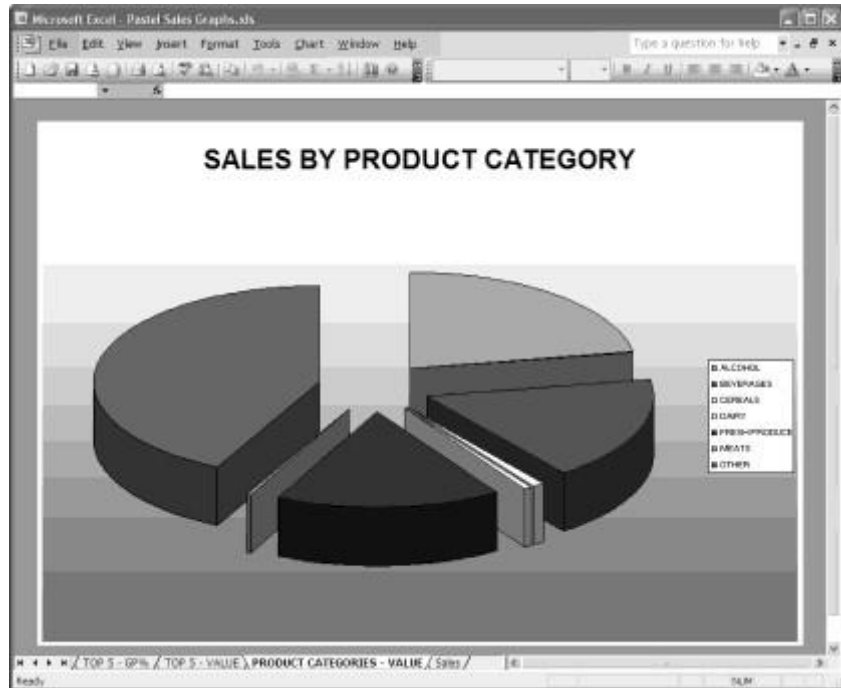 Microsoft Excel - Pastel Sales Graphs.xls
File Edit View Insert Format Tools Chart Window Help Type a question for help
SALES BY PRODUCT CATEGORY
ALCOHOL
BEVERAGES
CEREALS
DAIRY
FRESH PRODUCE
MEATS
OTHER
TOP 5 - GP% / TOP 5 - VALUE \ PRODUCT CATEGORIES - VALUE / Sales /
Ready NUM